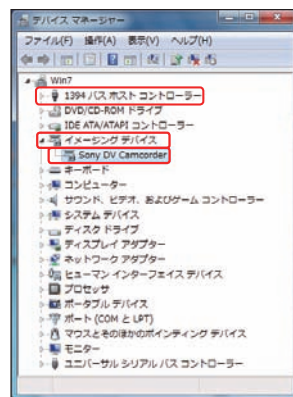 デバイス マネージャー
ファイル(F) 操作(A) 表示(V) ヘルプ(H)
Win7
1394 バス ホスト コントローラー
DVD/CD-ROM ドライブ
IDE ATA/ATAPI コントローラー
イメージング デバイス
Sony DV Camcorder
キーボード
コンピューター
サウンド、ビデオ、およびゲーム コントローラー
システム デバイス
ディスク ドライブ
ディスプレイ アダプター
ネットワーク アダプター
ヒューマン インターフェイス デバイス
プロセッサ
ポータブル デバイス
ポート (COM と LPT)
マウスとそのほかのポインティング デバイス
モニター
ユニバーサル シリアル バス コントローラー